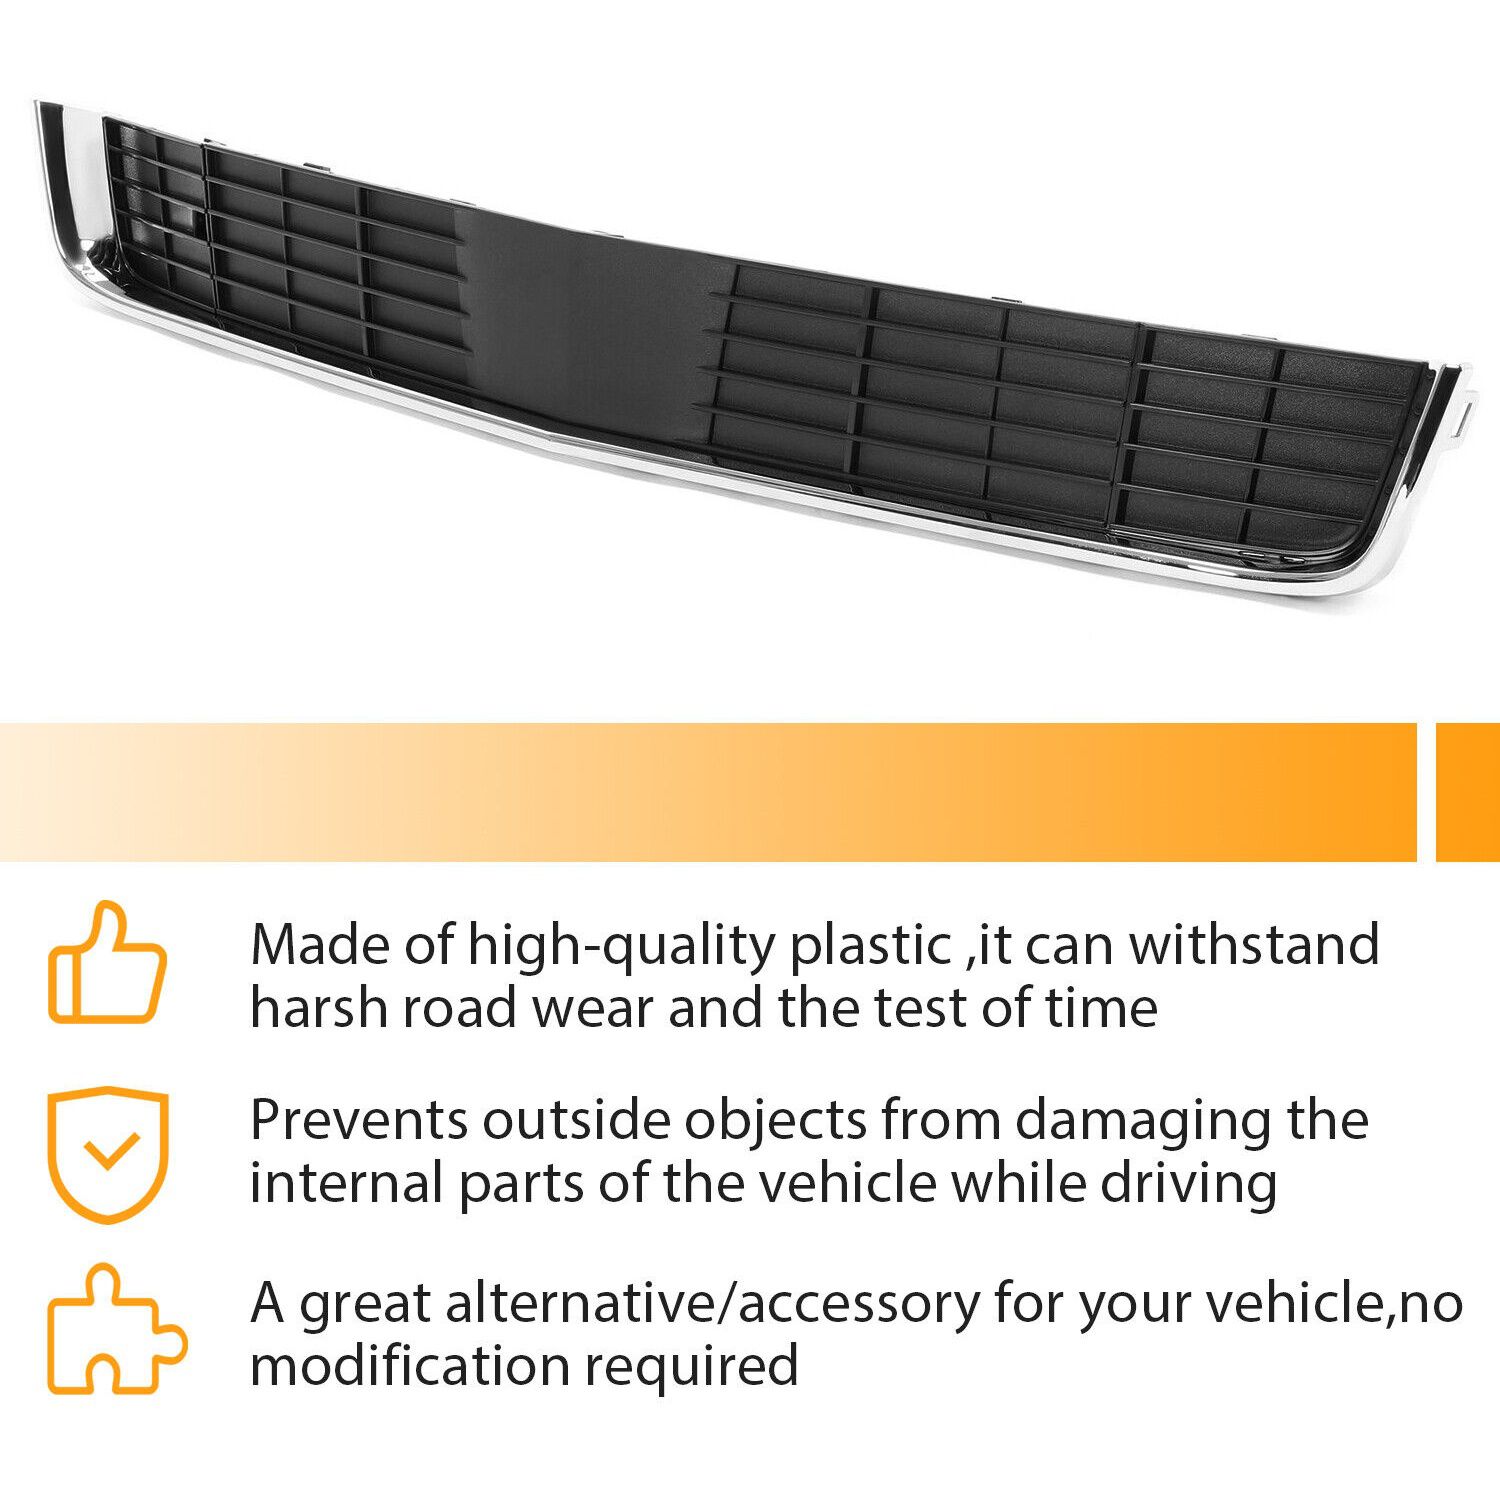 Made of high-quality plastic ,it can withstand
harsh road wear and the test of time
Prevents outside objects from damaging the
internal parts of the vehicle while driving
A great alternative/accessory for your vehicle,no
modification required